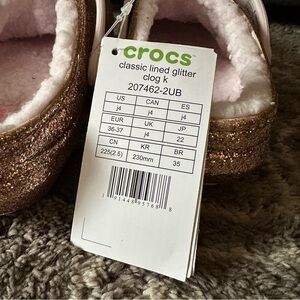 crocs™
classic lined glitter
clog k
207462-2UB
US CAN ES
j4 j4 j4
EUR UK JP
36-37 j4 22
CN KR BR
225(2.5) 230mm 35